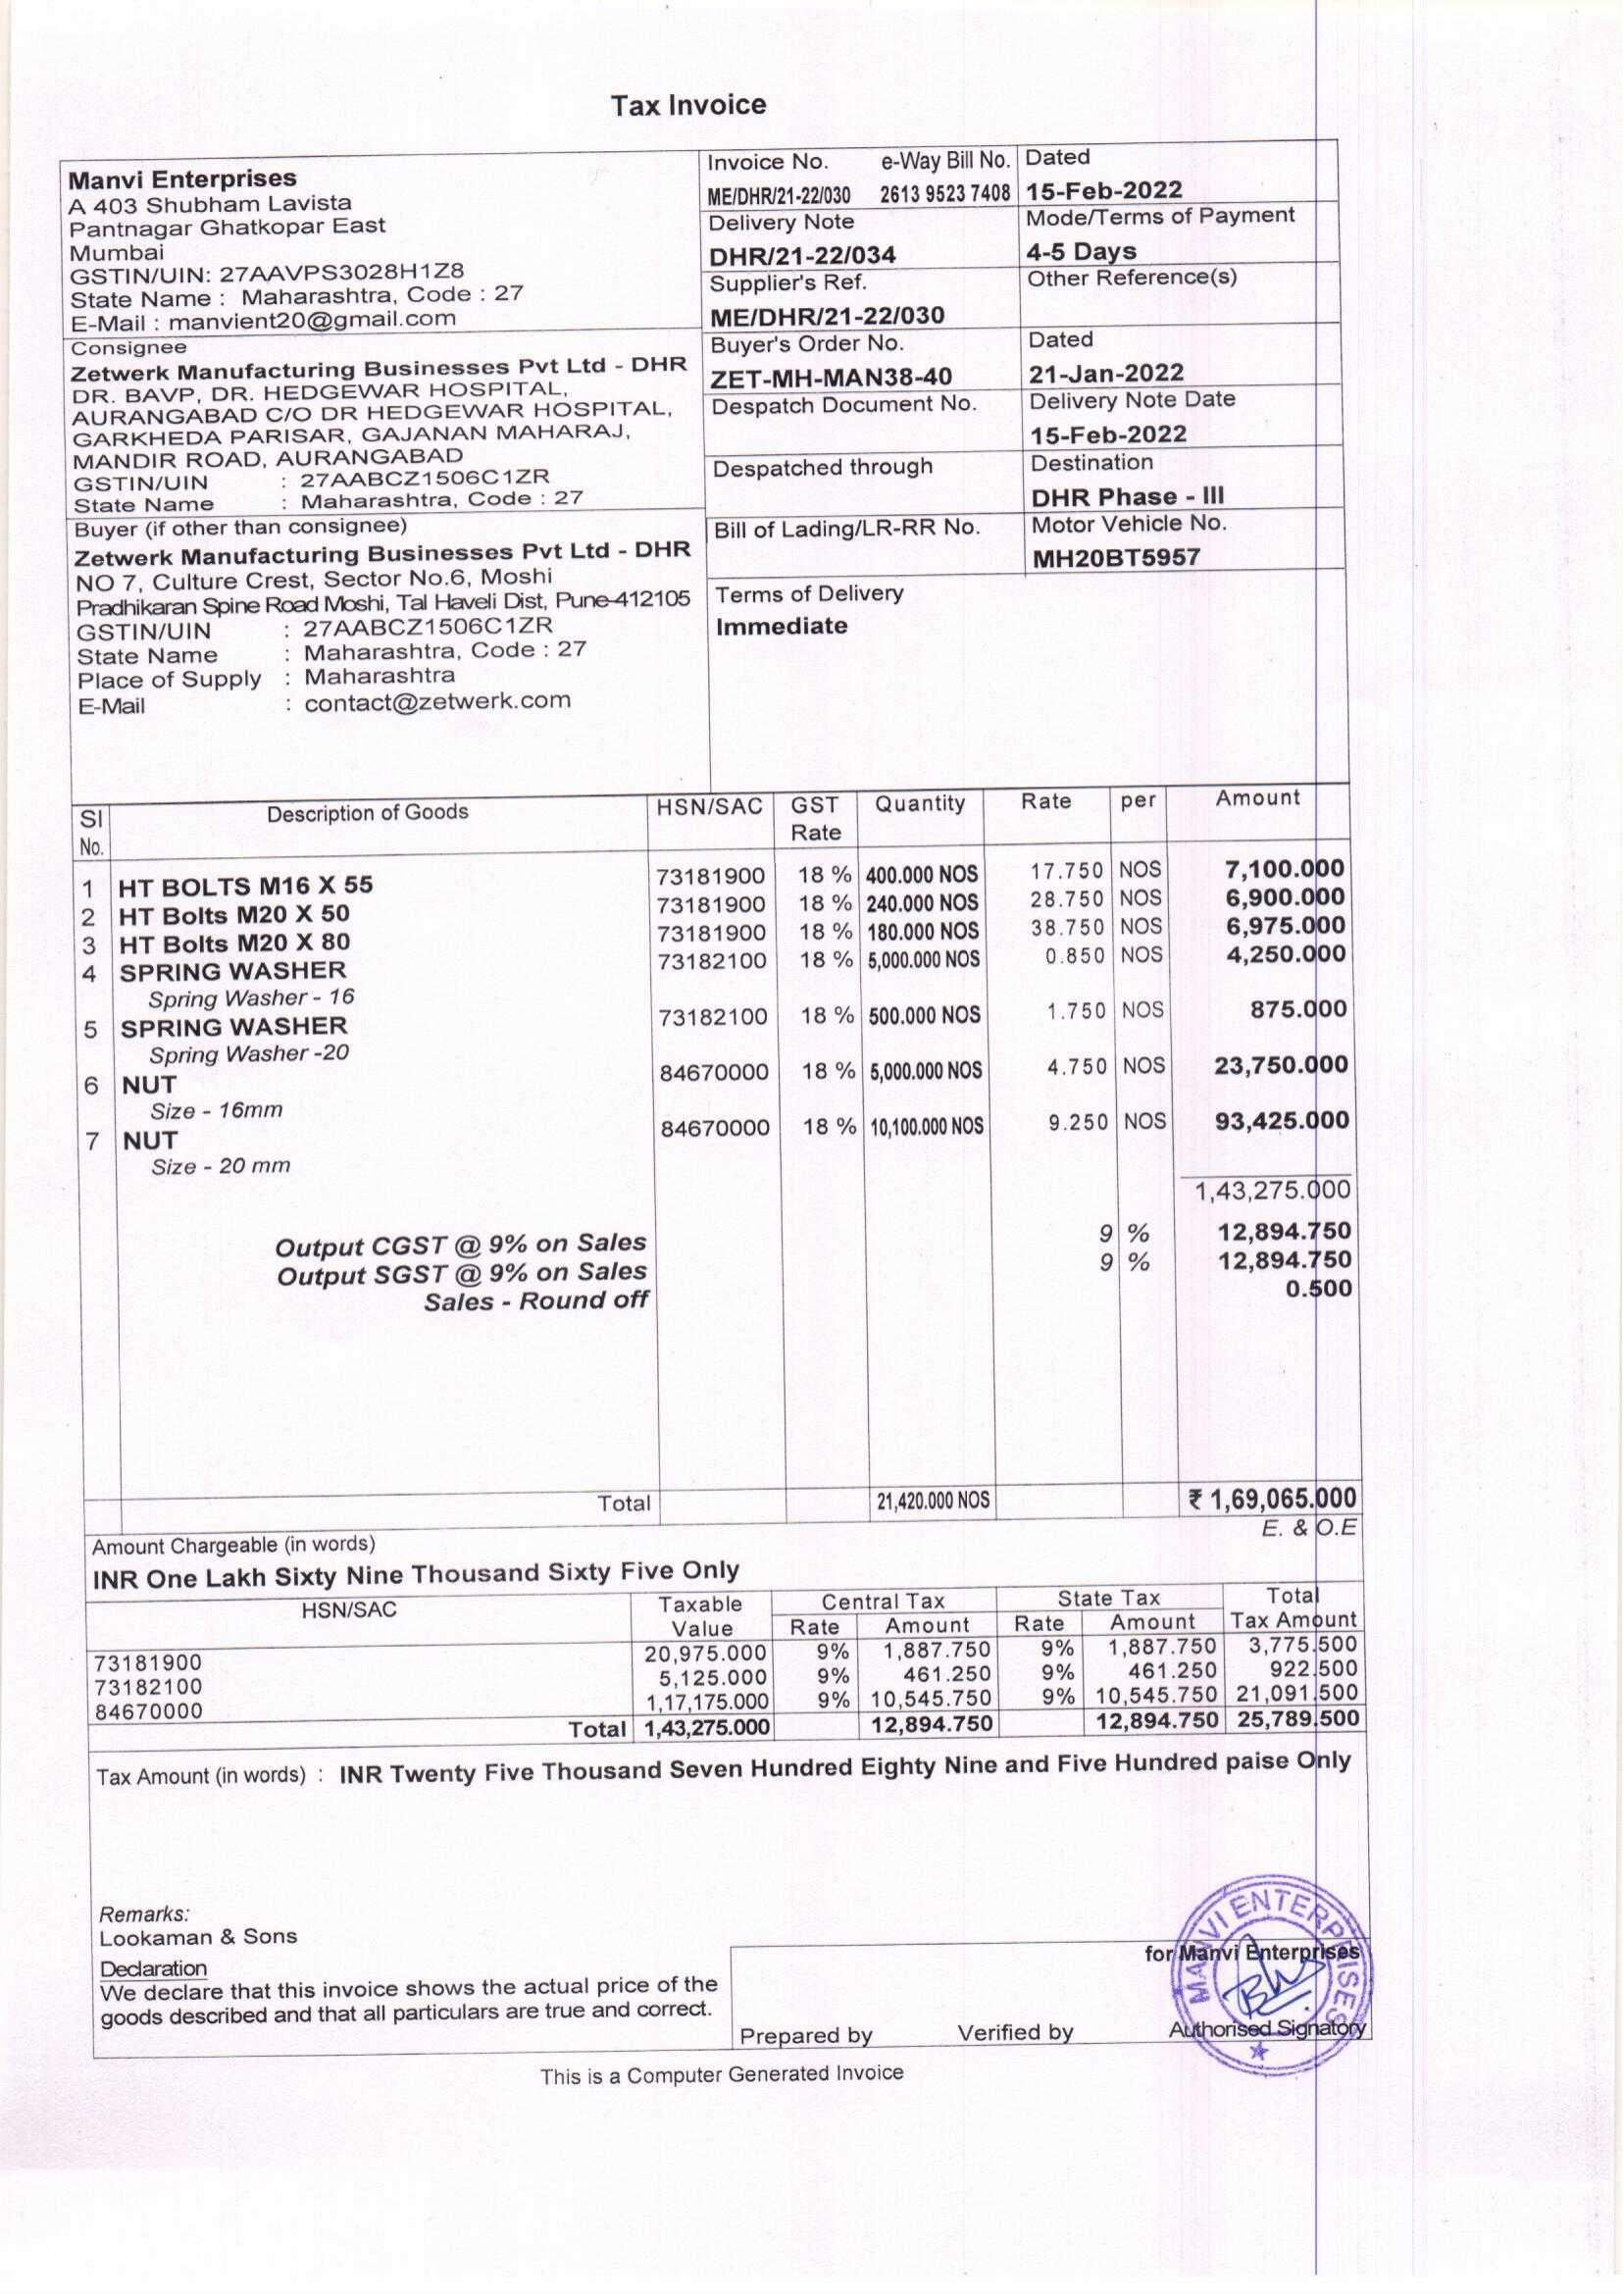 Tax Invoice
Manvi Enterprises
A 403 Shubham Lavista
Pantnagar Ghatkopar East
Mumbai
GSTIN/UIN: 27AAVPS3028H1Z8
State Name : Maharashtra, Code : 27
E-Mail : manvient20@gmail.com
Invoice No. e-Way Bill No. Dated
ME/DHR/21-22/030 2613 9523 7408 15-Feb-2022
Delivery Note Mode/Terms of Payment
DHR/21-22/034 4-5 Days
Supplier's Ref. Other Reference(s)
ME/DHR/21-22/030
Consignee
Zetwerk Manufacturing Businesses Pvt Ltd - DHR
DR. BAVP, DR. HEDGEWAR HOSPITAL,
AURANGABAD C/O DR HEDGEWAR HOSPITAL,
GARKHEDA PARISAR, GAJANAN MAHARAJ,
MANDIR ROAD, AURANGABAD
GSTIN/UIN : 27AABCZ1506C1ZR
State Name : Maharashtra, Code : 27
Buyer's Order No. Dated
ZET-MH-MAN38-40 21-Jan-2022
Despatch Document No. Delivery Note Date
15-Feb-2022
Despatched through Destination
DHR Phase - III
Buyer (if other than consignee)
Zetwerk Manufacturing Businesses Pvt Ltd - DHR
NO 7, Culture Crest, Sector No.6, Moshi
Pradhikaran Spine Road Moshi, Tal Haveli Dist, Pune-412105
GSTIN/UIN : 27AABCZ1506C1ZR
State Name : Maharashtra, Code : 27
Place of Supply : Maharashtra
E-Mail : contact@zetwerk.com
Bill of Lading/LR-RR No. Motor Vehicle No.
MH20BT5957
Terms of Delivery
Immediate
Sl No. Description of Goods HSN/SAC GST Rate Quantity Rate per Amount
1 HT BOLTS M16 X 55 73181900 18 % 400.000 NOS 17.750 NOS 7,100.000
2 HT Bolts M20 X 50 73181900 18 % 240.000 NOS 28.750 NOS 6,900.000
3 HT Bolts M20 X 80 73181900 18 % 180.000 NOS 38.750 NOS 6,975.000
4 SPRING WASHER 73182100 18 % 5,000.000 NOS 0.850 NOS 4,250.000
Spring Washer - 16
5 SPRING WASHER 73182100 18 % 500.000 NOS 1.750 NOS 875.000
Spring Washer -20
6 NUT 84670000 18 % 5,000.000 NOS 4.750 NOS 23,750.000
Size - 16mm
7 NUT 84670000 18 % 10,100.000 NOS 9.250 NOS 93,425.000
Size - 20 mm
1,43,275.000
Output CGST @ 9% on Sales 9 % 12,894.750
Output SGST @ 9% on Sales 9 % 12,894.750
Sales - Round off 0.500
Total 21,420.000 NOS ₹ 1,69,065.000
Amount Chargeable (in words) E. & O.E
INR One Lakh Sixty Nine Thousand Sixty Five Only
HSN/SAC Taxable Value Central Tax State Tax Total Tax Amount
Rate Amount Rate Amount
73181900 20,975.000 9% 1,887.750 9% 1,887.750 3,775.500
73182100 5,125.000 9% 461.250 9% 461.250 922.500
84670000 1,17,175.000 9% 10,545.750 9% 10,545.750 21,091.500
Total 1,43,275.000 12,894.750 12,894.750 25,789.500
Tax Amount (in words) : INR Twenty Five Thousand Seven Hundred Eighty Nine and Five Hundred paise Only
Remarks:
Lookaman & Sons
Declaration
We declare that this invoice shows the actual price of the
goods described and that all particulars are true and correct.
for Manvi Enterprises
MANVI ENTERPRISES
Prepared by Verified by Authorised Signatory
This is a Computer Generated Invoice